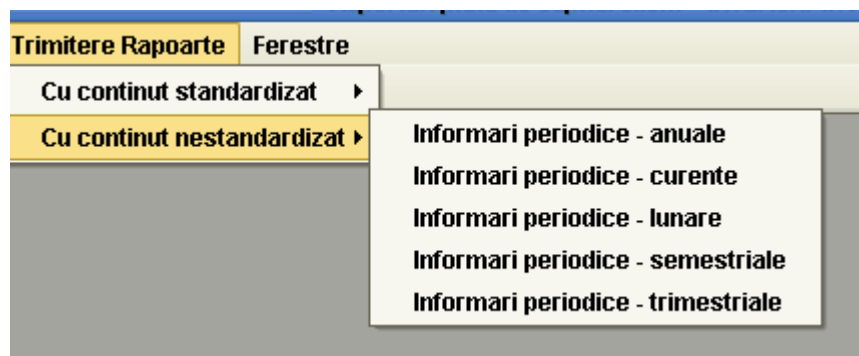 Trimitere Rapoarte Ferestre
Cu continut standardizat
Cu continut nestandardizat
Informari periodice - anuale
Informari periodice - curente
Informari periodice - lunare
Informari periodice - semestriale
Informari periodice - trimestriale